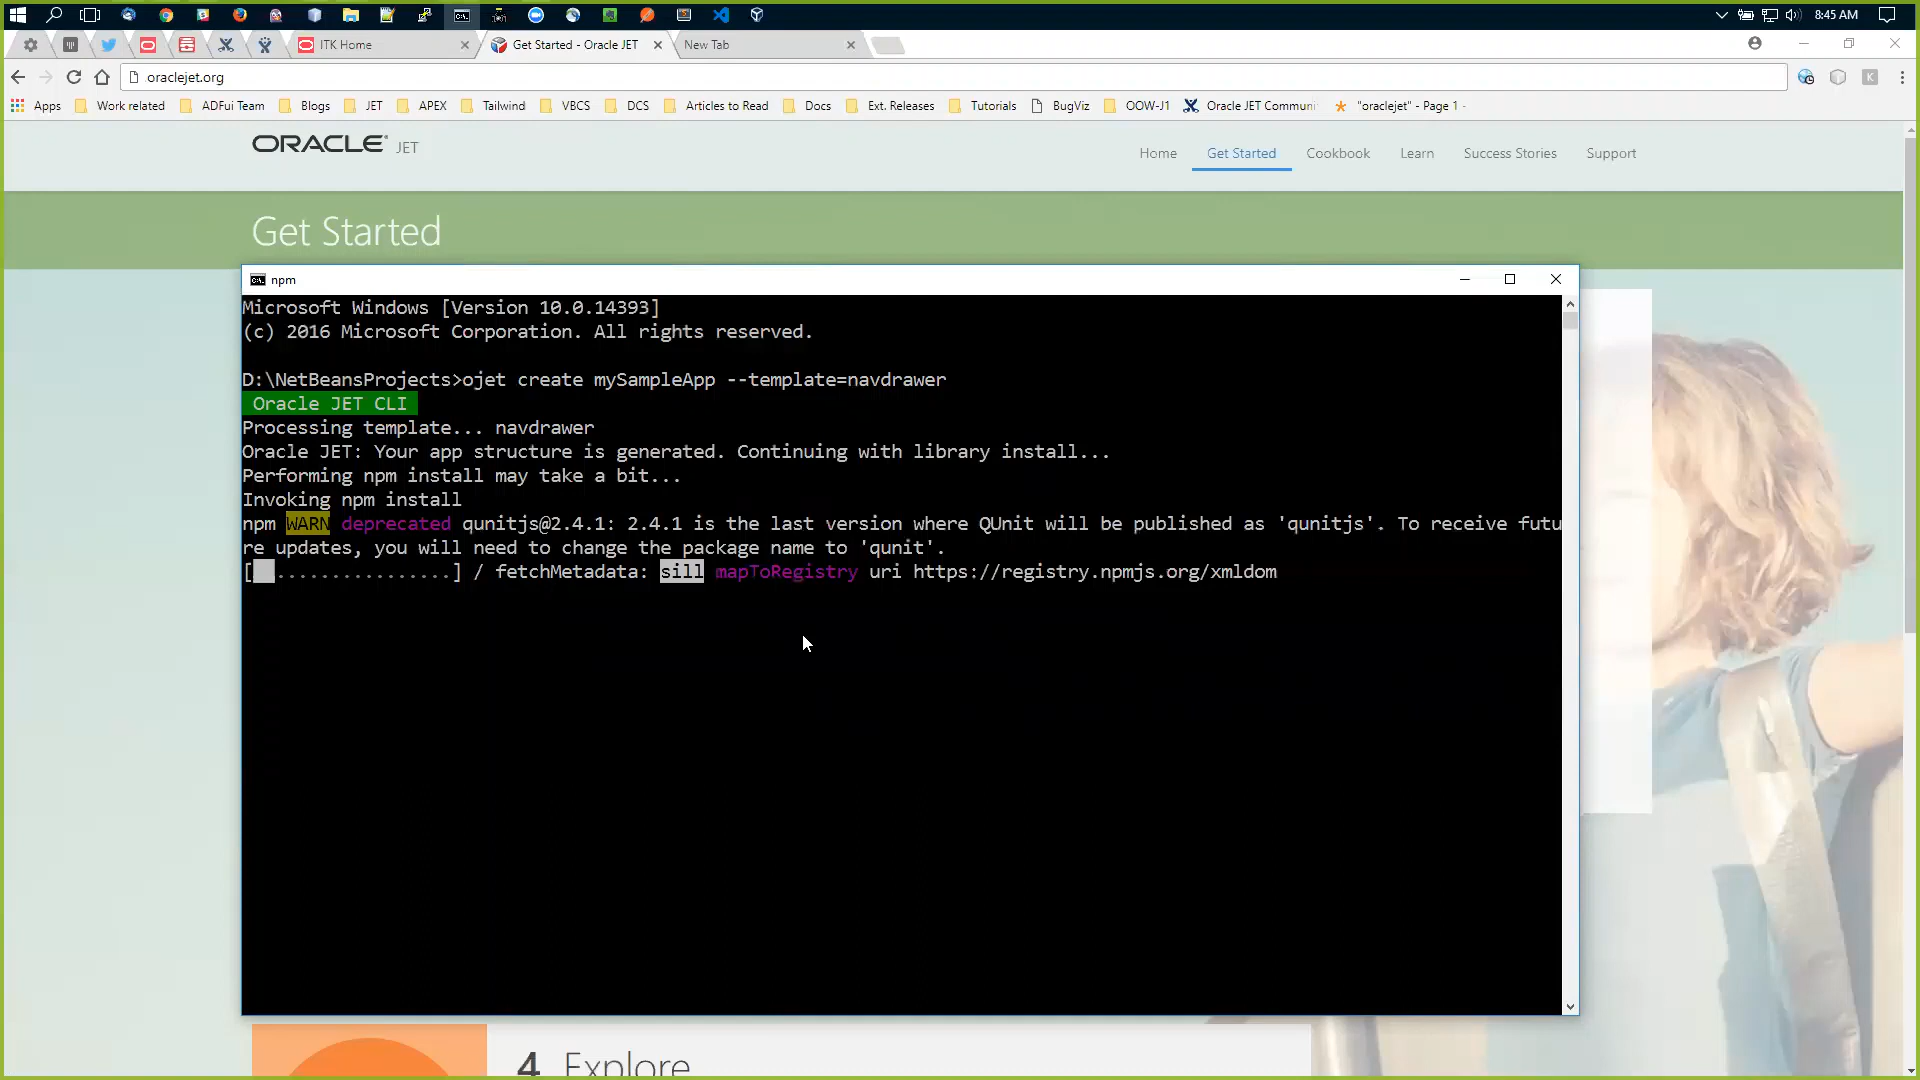 8:45 AM
ITK Home
Get Started - Oracle JET
New Tab
oraclejet.org
K
Apps
Work related
ADFui Team
Blogs
JET
APEX
Tailwind
VBCS
DCS
Articles to Read
Docs
Ext. Releases
Tutorials
BugViz
OOW-J1
Oracle JET Communi
"oraclejet" - Page 1 -
ORACLE JET
Home
Get Started
Cookbook
Learn
Success Stories
Support
Get Started
npm
Microsoft Windows [Version 10.0.14393]
(c) 2016 Microsoft Corporation. All rights reserved.
D:\NetBeansProjects>ojet create mySampleApp --template=navdrawer
Oracle JET CLI
Processing template... navdrawer
Oracle JET: Your app structure is generated. Continuing with library install...
Performing npm install may take a bit...
Invoking npm install
npm WARN deprecated qunitjs@2.4.1: 2.4.1 is the last version where QUnit will be published as 'qunitjs'. To receive futu
re updates, you will need to change the package name to 'qunit'.
[ ................] / fetchMetadata: sill mapToRegistry uri https://registry.npmjs.org/xmldom
4 Explore